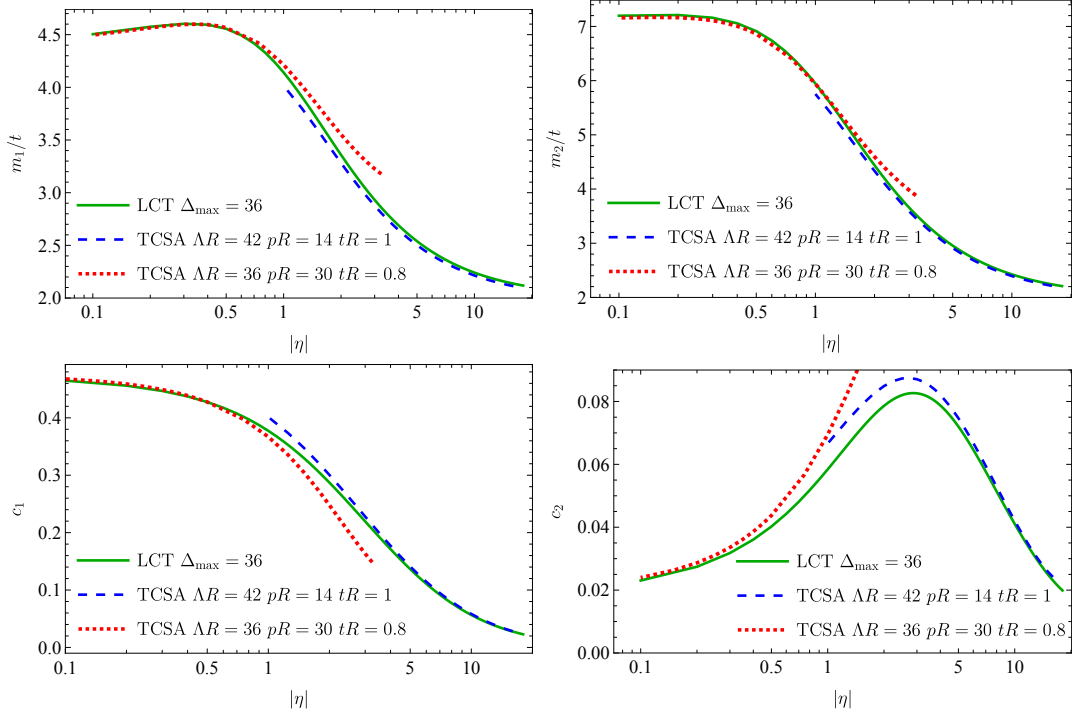 4.5
4.0
3.5
3.0
2.5
2.0
m₁/t
LCT Δmax = 36
TCSA ΛR = 42 pR = 14 tR = 1
TCSA ΛR = 36 pR = 30 tR = 0.8
0.1 0.5 1 5 10
|η|
7
6
5
4
3
2
m₂/t
LCT Δmax = 36
TCSA ΛR = 42 pR = 14 tR = 1
TCSA ΛR = 36 pR = 30 tR = 0.8
0.1 0.5 1 5 10
|η|
0.4
0.3
0.2
0.1
0.0
c₁
LCT Δmax = 36
TCSA ΛR = 42 pR = 14 tR = 1
TCSA ΛR = 36 pR = 30 tR = 0.8
0.1 0.5 1 5 10
|η|
0.08
0.06
0.04
0.02
0.00
c₂
LCT Δmax = 36
TCSA ΛR = 42 pR = 14 tR = 1
TCSA ΛR = 36 pR = 30 tR = 0.8
0.1 0.5 1 5 10
|η|